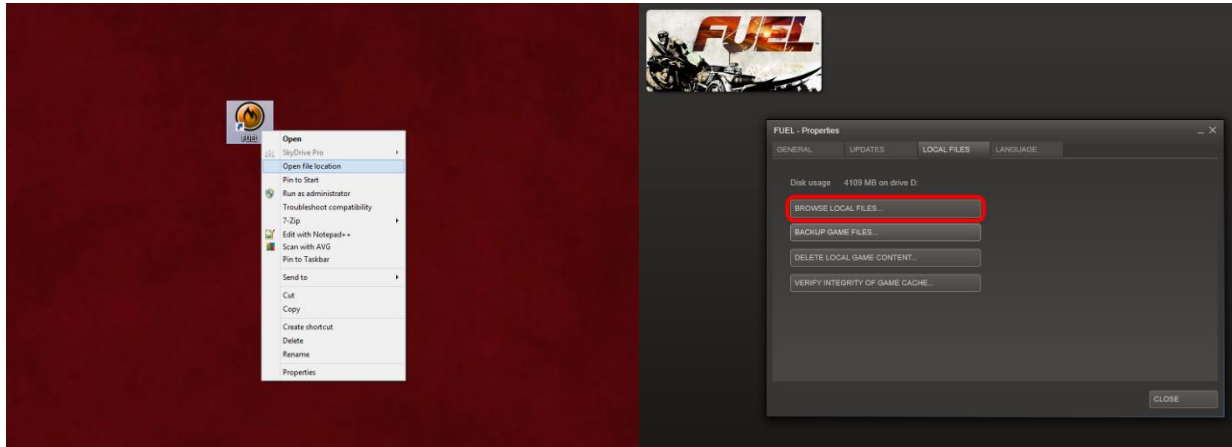 FUEL
Open
SkyDrive Pro
Open file location
Pin to Start
Run as administrator
Troubleshoot compatibility
7-Zip
Edit with Notepad++
Scan with AVG
Pin to Taskbar
Send to
Cut
Copy
Create shortcut
Delete
Rename
Properties
FUEL
FUEL - Properties
GENERAL UPDATES LOCAL FILES LANGUAGE
Disk usage 4109 MB on drive D:
BROWSE LOCAL FILES...
BACKUP GAME FILES...
DELETE LOCAL GAME CONTENT...
VERIFY INTEGRITY OF GAME CACHE...
CLOSE